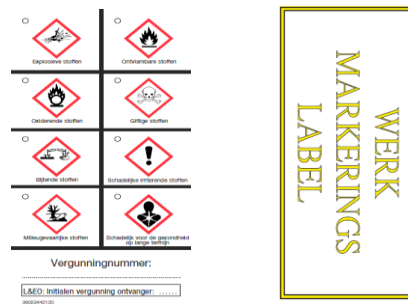 Explosieve stoffen
Ontvlambare stoffen
Oxiderende stoffen
Giftige stoffen
Bijtende stoffen
Schadelijke irriterende stoffen
Milieugevaarlijke stoffen
Schadelijk voor de gezondheid
op lange termijn
Vergunningnummer:
L&EO: Initialen vergunning ontvanger: ......
WERK
MARKERINGS
LABEL